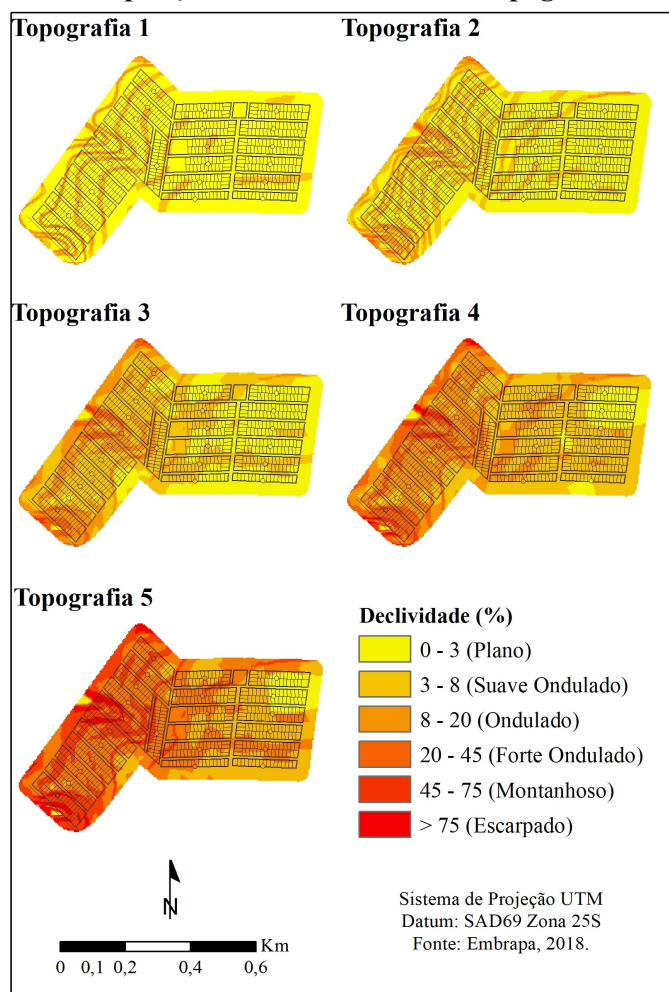 Topografia 1
Topografia 2
Topografia 3
Topografia 4
Topografia 5
Declividade (%)
0 - 3 (Plano)
3 - 8 (Suave Ondulado)
8 - 20 (Ondulado)
20 - 45 (Forte Ondulado)
45 - 75 (Montanhoso)
> 75 (Escarpado)
N
Km
0 0,1 0,2 0,4 0,6
Sistema de Projeção UTM
Datum: SAD69 Zona 25S
Fonte: Embrapa, 2018.